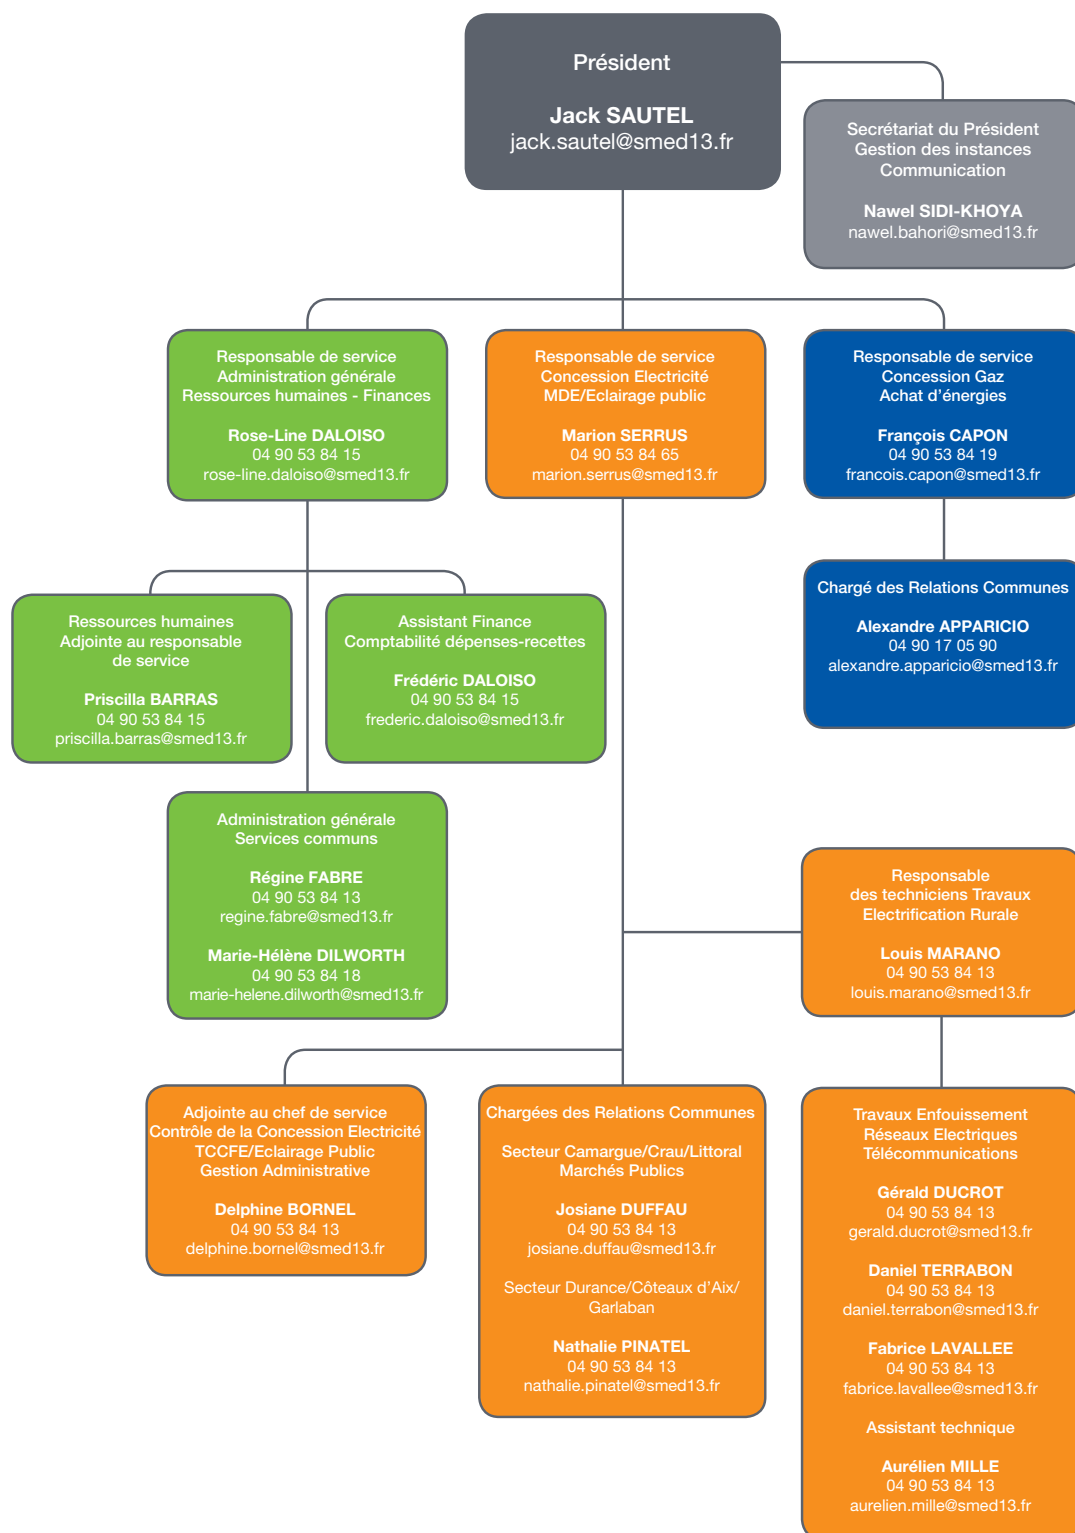 Président
Jack SAUTEL
jack.sautel@smed13.fr
Secrétariat du Président
Gestion des instances
Communication
Nawel SIDI-KHOYA
nawel.bahori@smed13.fr
Responsable de service
Administration générale
Ressources humaines - Finances
Rose-Line DALOISO
04 90 53 84 15
rose-line.daloiso@smed13.fr
Responsable de service
Concession Electricité
MDE/Eclairage public
Marion SERRUS
04 90 53 84 65
marion.serrus@smed13.fr
Responsable de service
Concession Gaz
Achat d'énergies
François CAPON
04 90 53 84 19
francois.capon@smed13.fr
Chargé des Relations Communes
Alexandre APPARICIO
04 90 17 05 90
alexandre.apparicio@smed13.fr
Ressources humaines
Adjointe au responsable
de service
Priscilla BARRAS
04 90 53 84 15
priscilla.barras@smed13.fr
Assistant Finance
Comptabilité dépenses-recettes
Frédéric DALOISO
04 90 53 84 15
frederic.daloiso@smed13.fr
Administration générale
Services communs
Régine FABRE
04 90 53 84 13
regine.fabre@smed13.fr
Marie-Hélène DILWORTH
04 90 53 84 18
marie-helene.dilworth@smed13.fr
Responsable
des techniciens Travaux
Electrification Rurale
Louis MARANO
04 90 53 84 13
louis.marano@smed13.fr
Adjointe au chef de service
Contrôle de la Concession Electricité
TCCFE/Eclairage Public
Gestion Administrative
Delphine BORNEL
04 90 53 84 13
delphine.bornel@smed13.fr
Chargées des Relations Communes
Secteur Camargue/Crau/Littoral
Marchés Publics
Josiane DUFFAU
04 90 53 84 13
josiane.duffau@smed13.fr
Secteur Durance/Côteaux d'Aix/
Garlaban
Nathalie PINATEL
04 90 53 84 13
nathalie.pinatel@smed13.fr
Travaux Enfouissement
Réseaux Electriques
Télécommunications
Gérald DUCROT
04 90 53 84 13
gerald.ducrot@smed13.fr
Daniel TERRABON
04 90 53 84 13
daniel.terrabon@smed13.fr
Fabrice LAVALLEE
04 90 53 84 13
fabrice.lavallee@smed13.fr
Assistant technique
Aurélien MILLE
04 90 53 84 13
aurelien.mille@smed13.fr